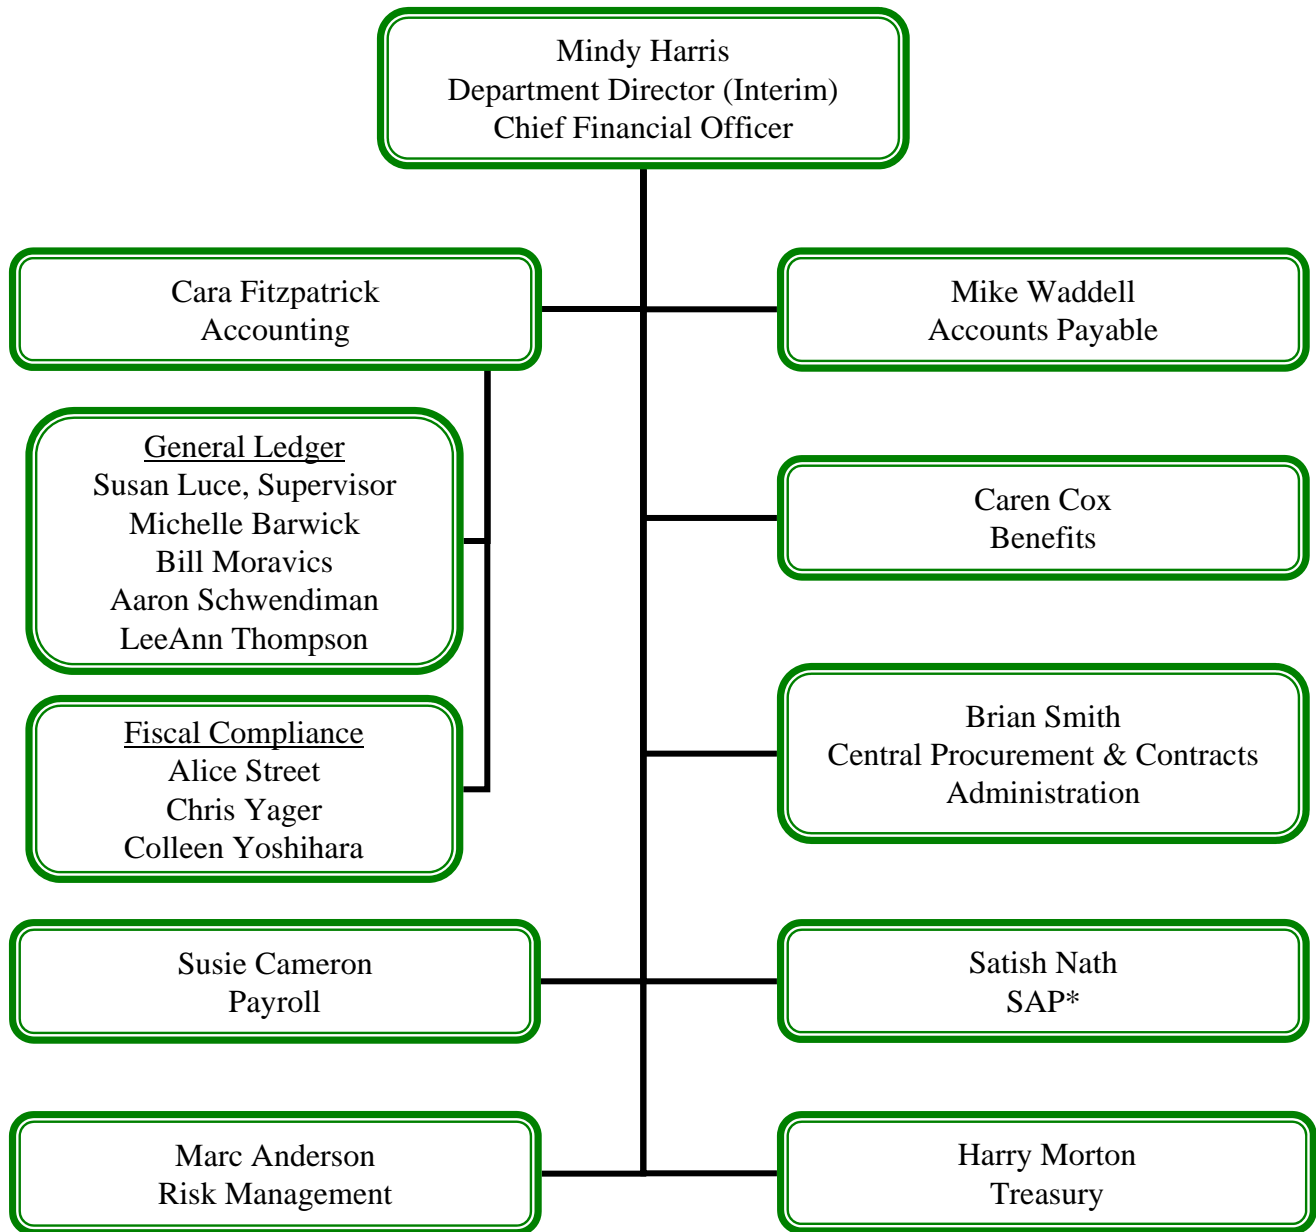 Mindy Harris
Department Director (Interim)
Chief Financial Officer
Cara Fitzpatrick
Accounting
Mike Waddell
Accounts Payable
General Ledger
Susan Luce, Supervisor
Michelle Barwick
Bill Moravics
Aaron Schwendiman
LeeAnn Thompson
Caren Cox
Benefits
Fiscal Compliance
Alice Street
Chris Yager
Colleen Yoshihara
Brian Smith
Central Procurement & Contracts
Administration
Susie Cameron
Payroll
Satish Nath
SAP*
Marc Anderson
Risk Management
Harry Morton
Treasury